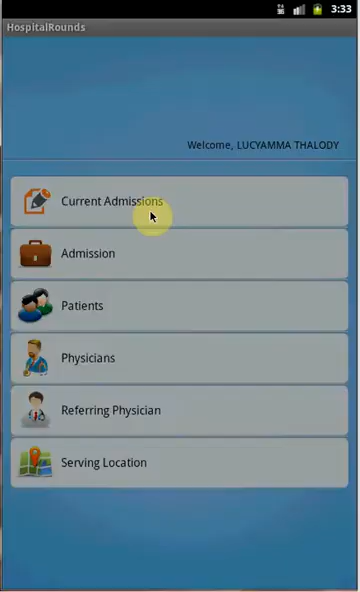 3:33
HospitalRounds
Welcome, LUCYAMMA THALODY
Current Admissions
Admission
Patients
Physicians
Referring Physician
Serving Location